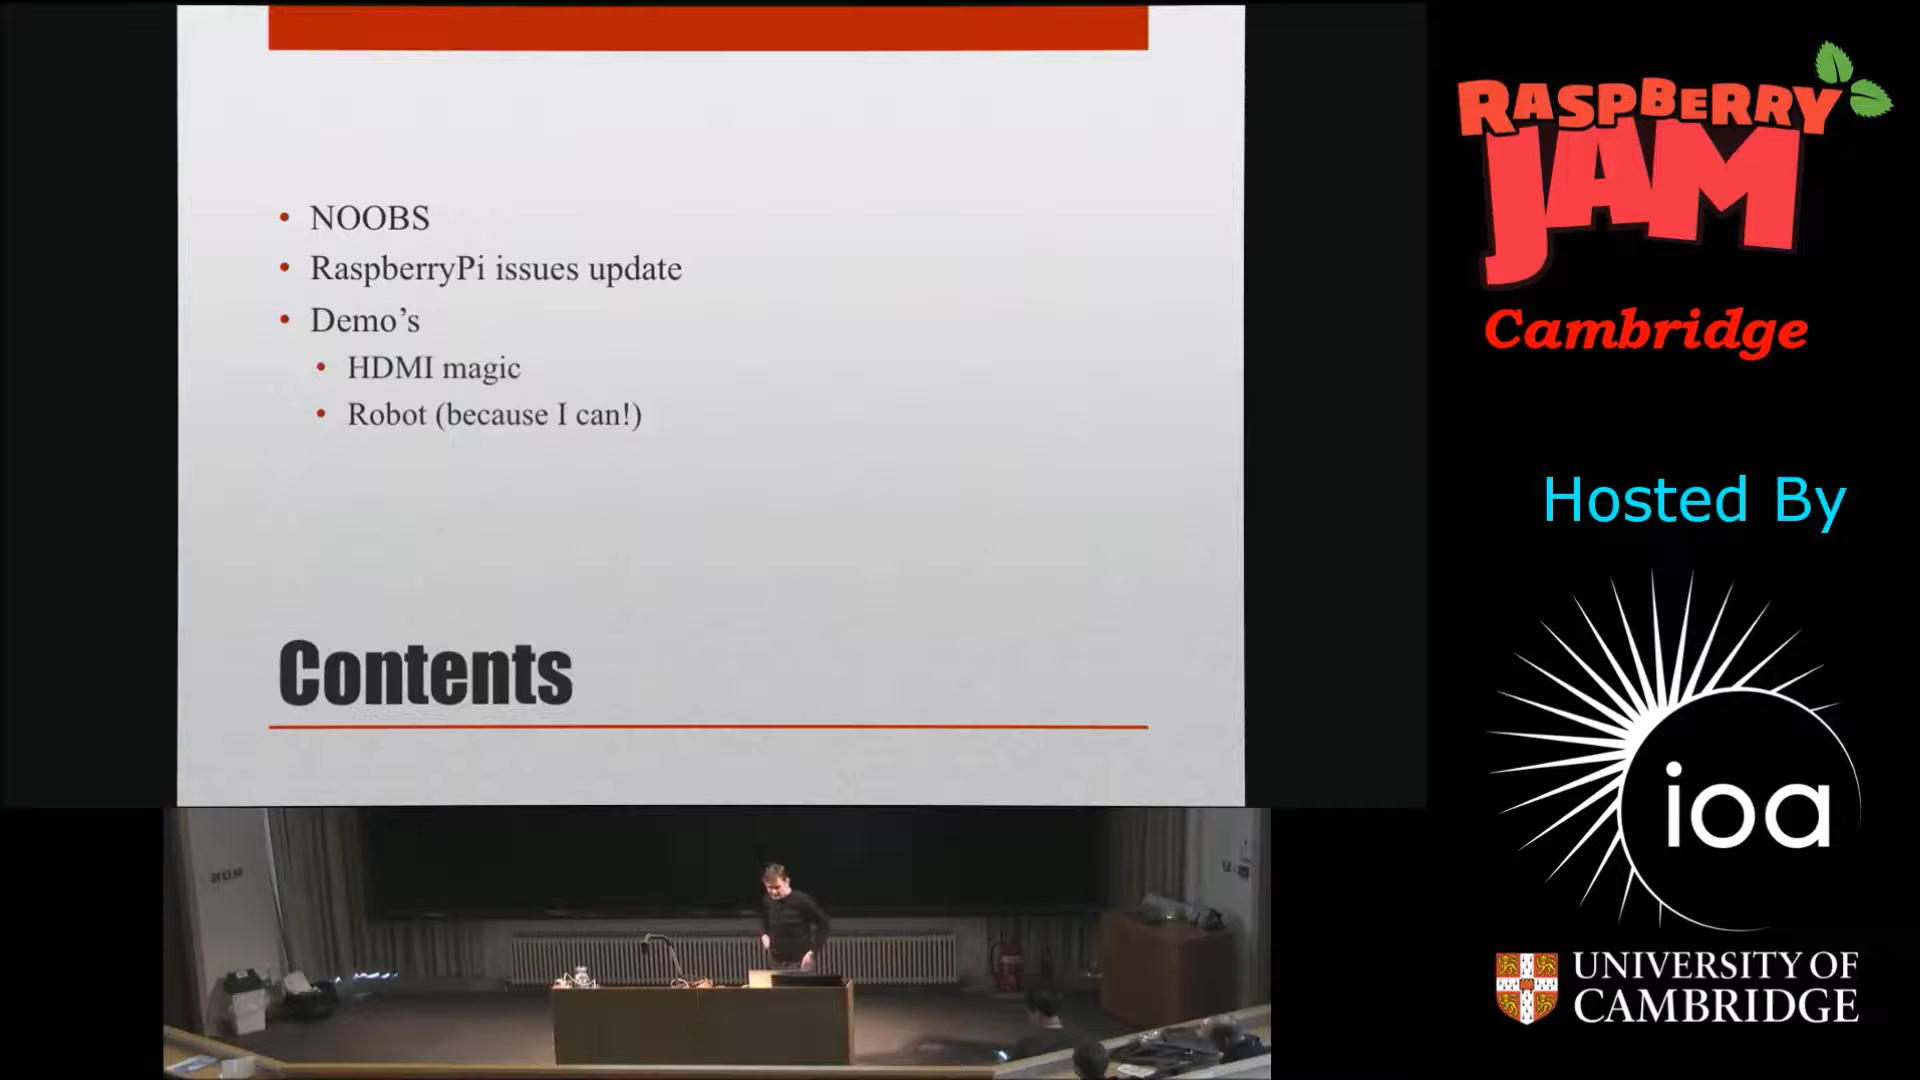 NOOBS
RaspberryPi issues update
Demo’s
HDMI magic
Robot (because I can!)
Contents
RASPBERRY
JAM
Cambridge
Hosted By
ioa
UNIVERSITY OF
CAMBRIDGE